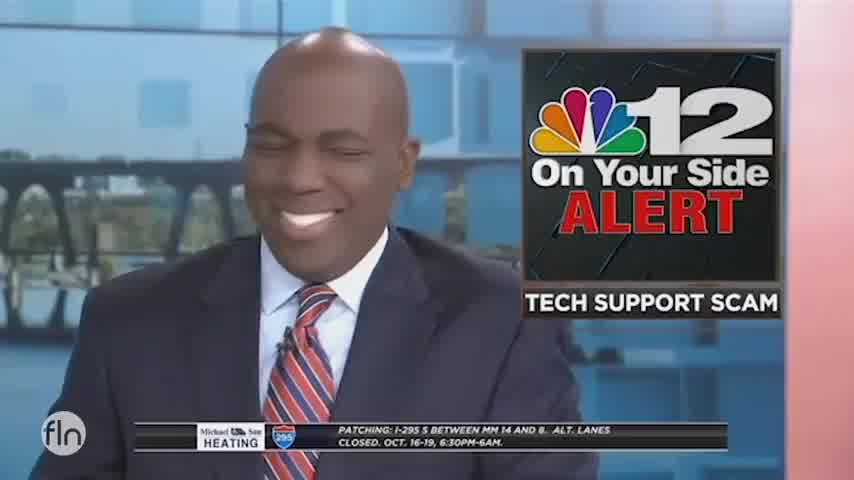 12
On Your Side
ALERT
TECH SUPPORT SCAM
Michael & Son
HEATING
295
PATCHING: I-295 S BETWEEN MM 14 AND 8. ALT. LANES
CLOSED. OCT. 16-19, 6:30PM-6AM.
fln